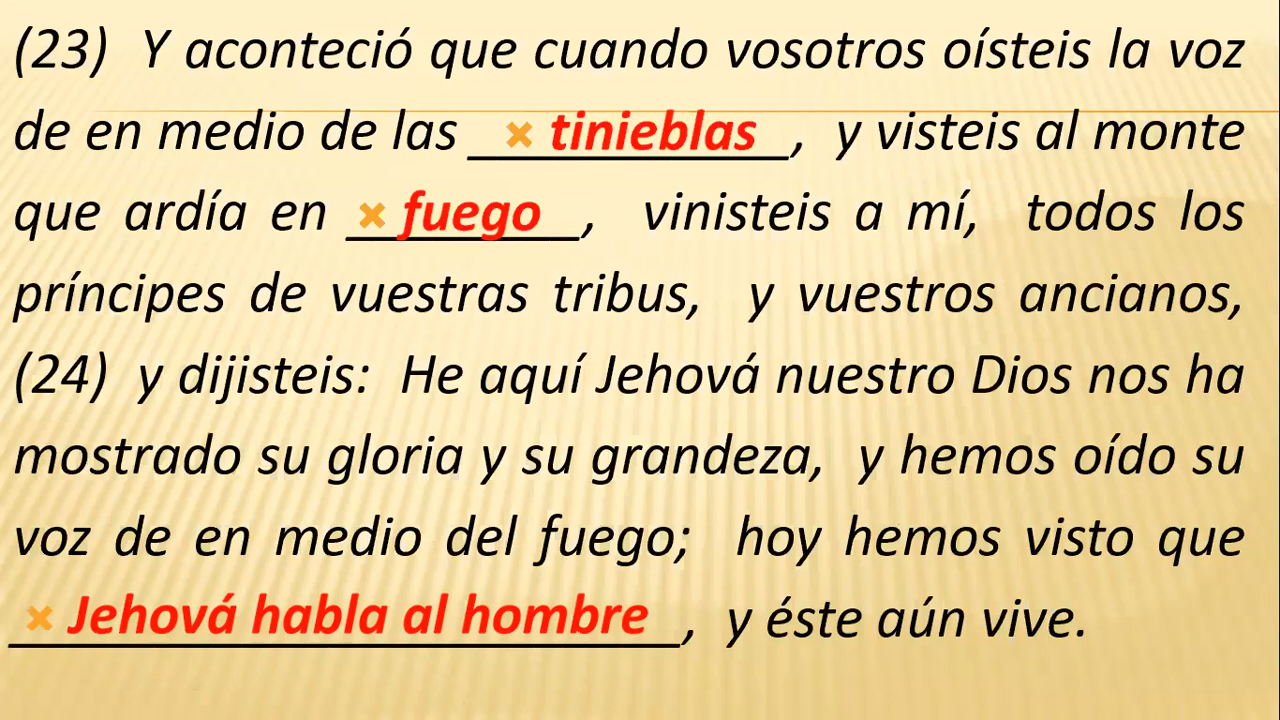 (23) Y aconteció que cuando vosotros oísteis la voz
de en medio de las tinieblas, y visteis al monte
que ardía en fuego, vinisteis a mí, todos los
príncipes de vuestras tribus, y vuestros ancianos,
(24) y dijisteis: He aquí Jehová nuestro Dios nos ha
mostrado su gloria y su grandeza, y hemos oído su
voz de en medio del fuego; hoy hemos visto que
Jehová habla al hombre, y éste aún vive.